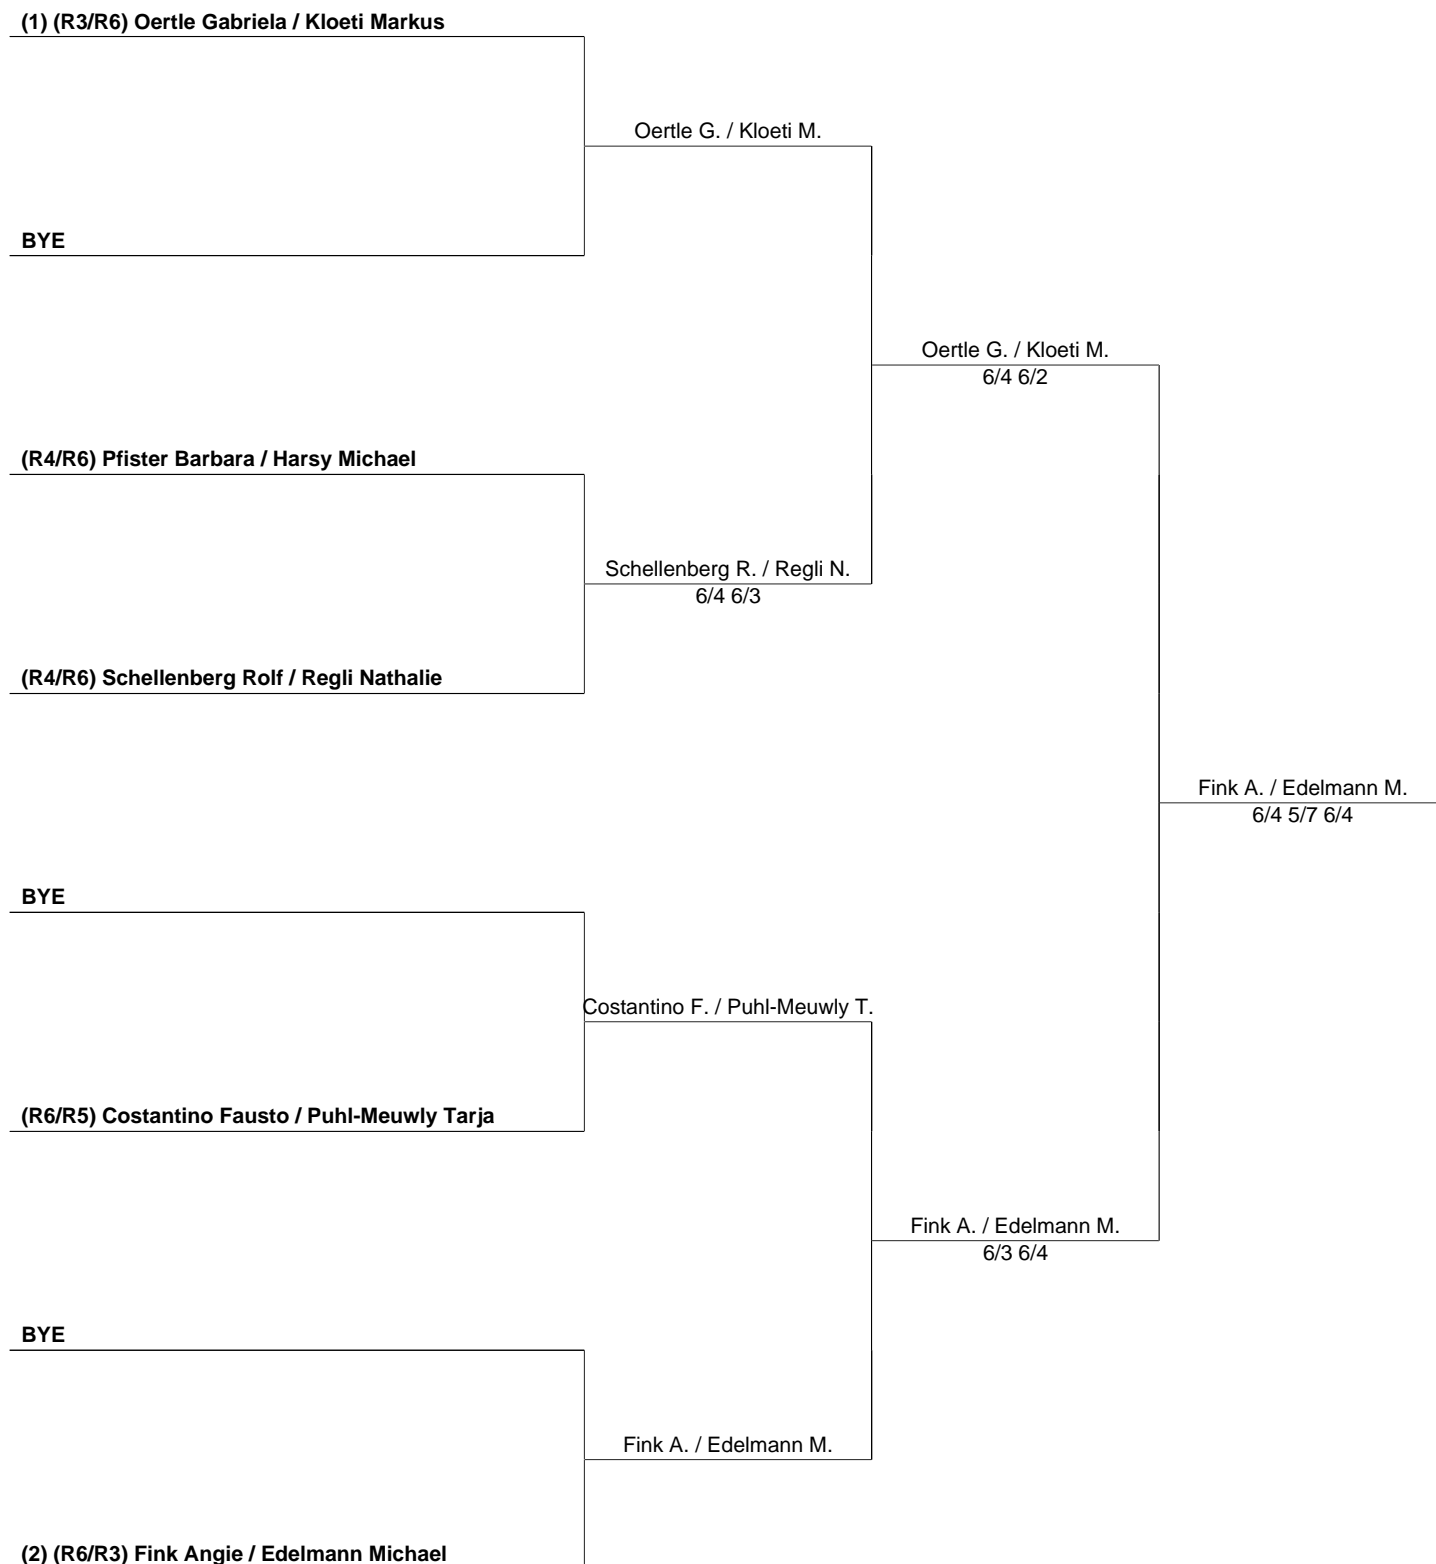 (1) (R3/R6) Oertle Gabriela / Kloeti Markus
Oertle G. / Kloeti M.
BYE
Oertle G. / Kloeti M.
6/4 6/2
(R4/R6) Pfister Barbara / Harsy Michael
Schellenberg R. / Regli N.
6/4 6/3
(R4/R6) Schellenberg Rolf / Regli Nathalie
Fink A. / Edelmann M.
6/4 5/7 6/4
BYE
Costantino F. / Puhl-Meuwly T.
(R6/R5) Costantino Fausto / Puhl-Meuwly Tarja
Fink A. / Edelmann M.
6/3 6/4
BYE
Fink A. / Edelmann M.
(2) (R6/R3) Fink Angie / Edelmann Michael